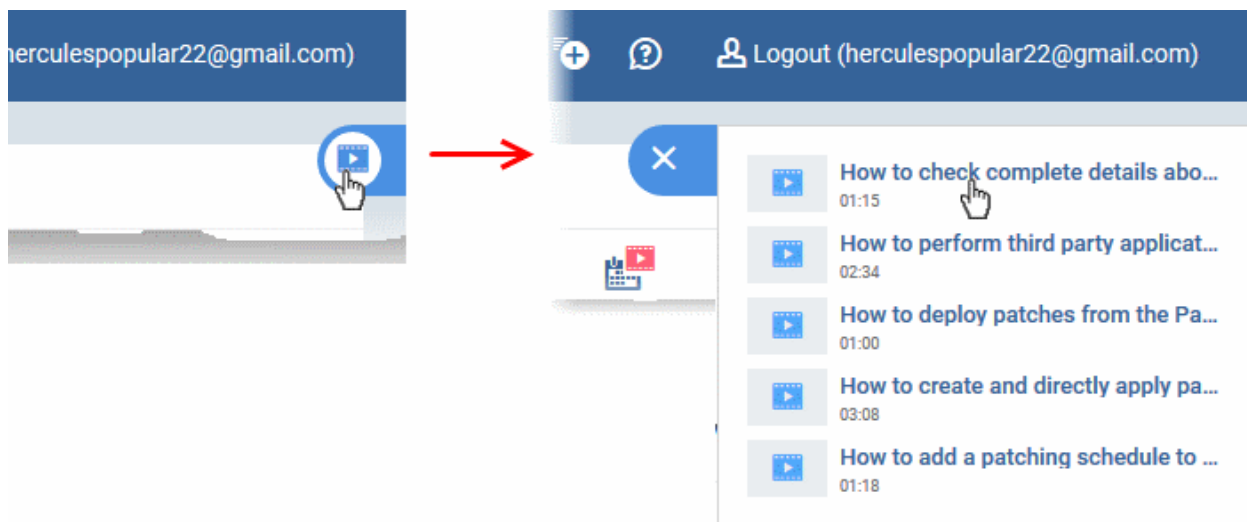 herculespopular22@gmail.com)
Logout (herculespopular22@gmail.com)
How to check complete details abo...
01:15
How to perform third party applicat...
02:34
How to deploy patches from the Pa...
01:00
How to create and directly apply pa...
03:08
How to add a patching schedule to ...
01:18